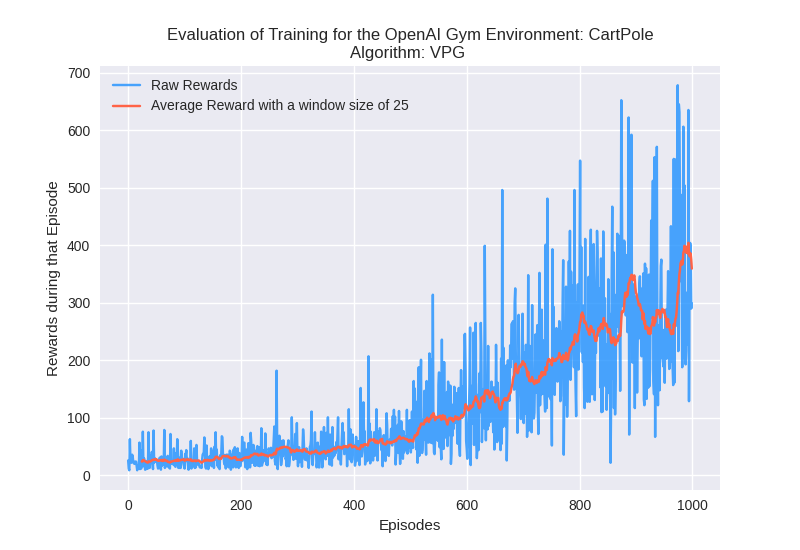 Evaluation of Training for the OpenAI Gym Environment: CartPole
Algorithm: VPG
Raw Rewards
Average Reward with a window size of 25
Rewards during that Episode
700
600
500
400
300
200
100
0
0 200 400 600 800 1000
Episodes